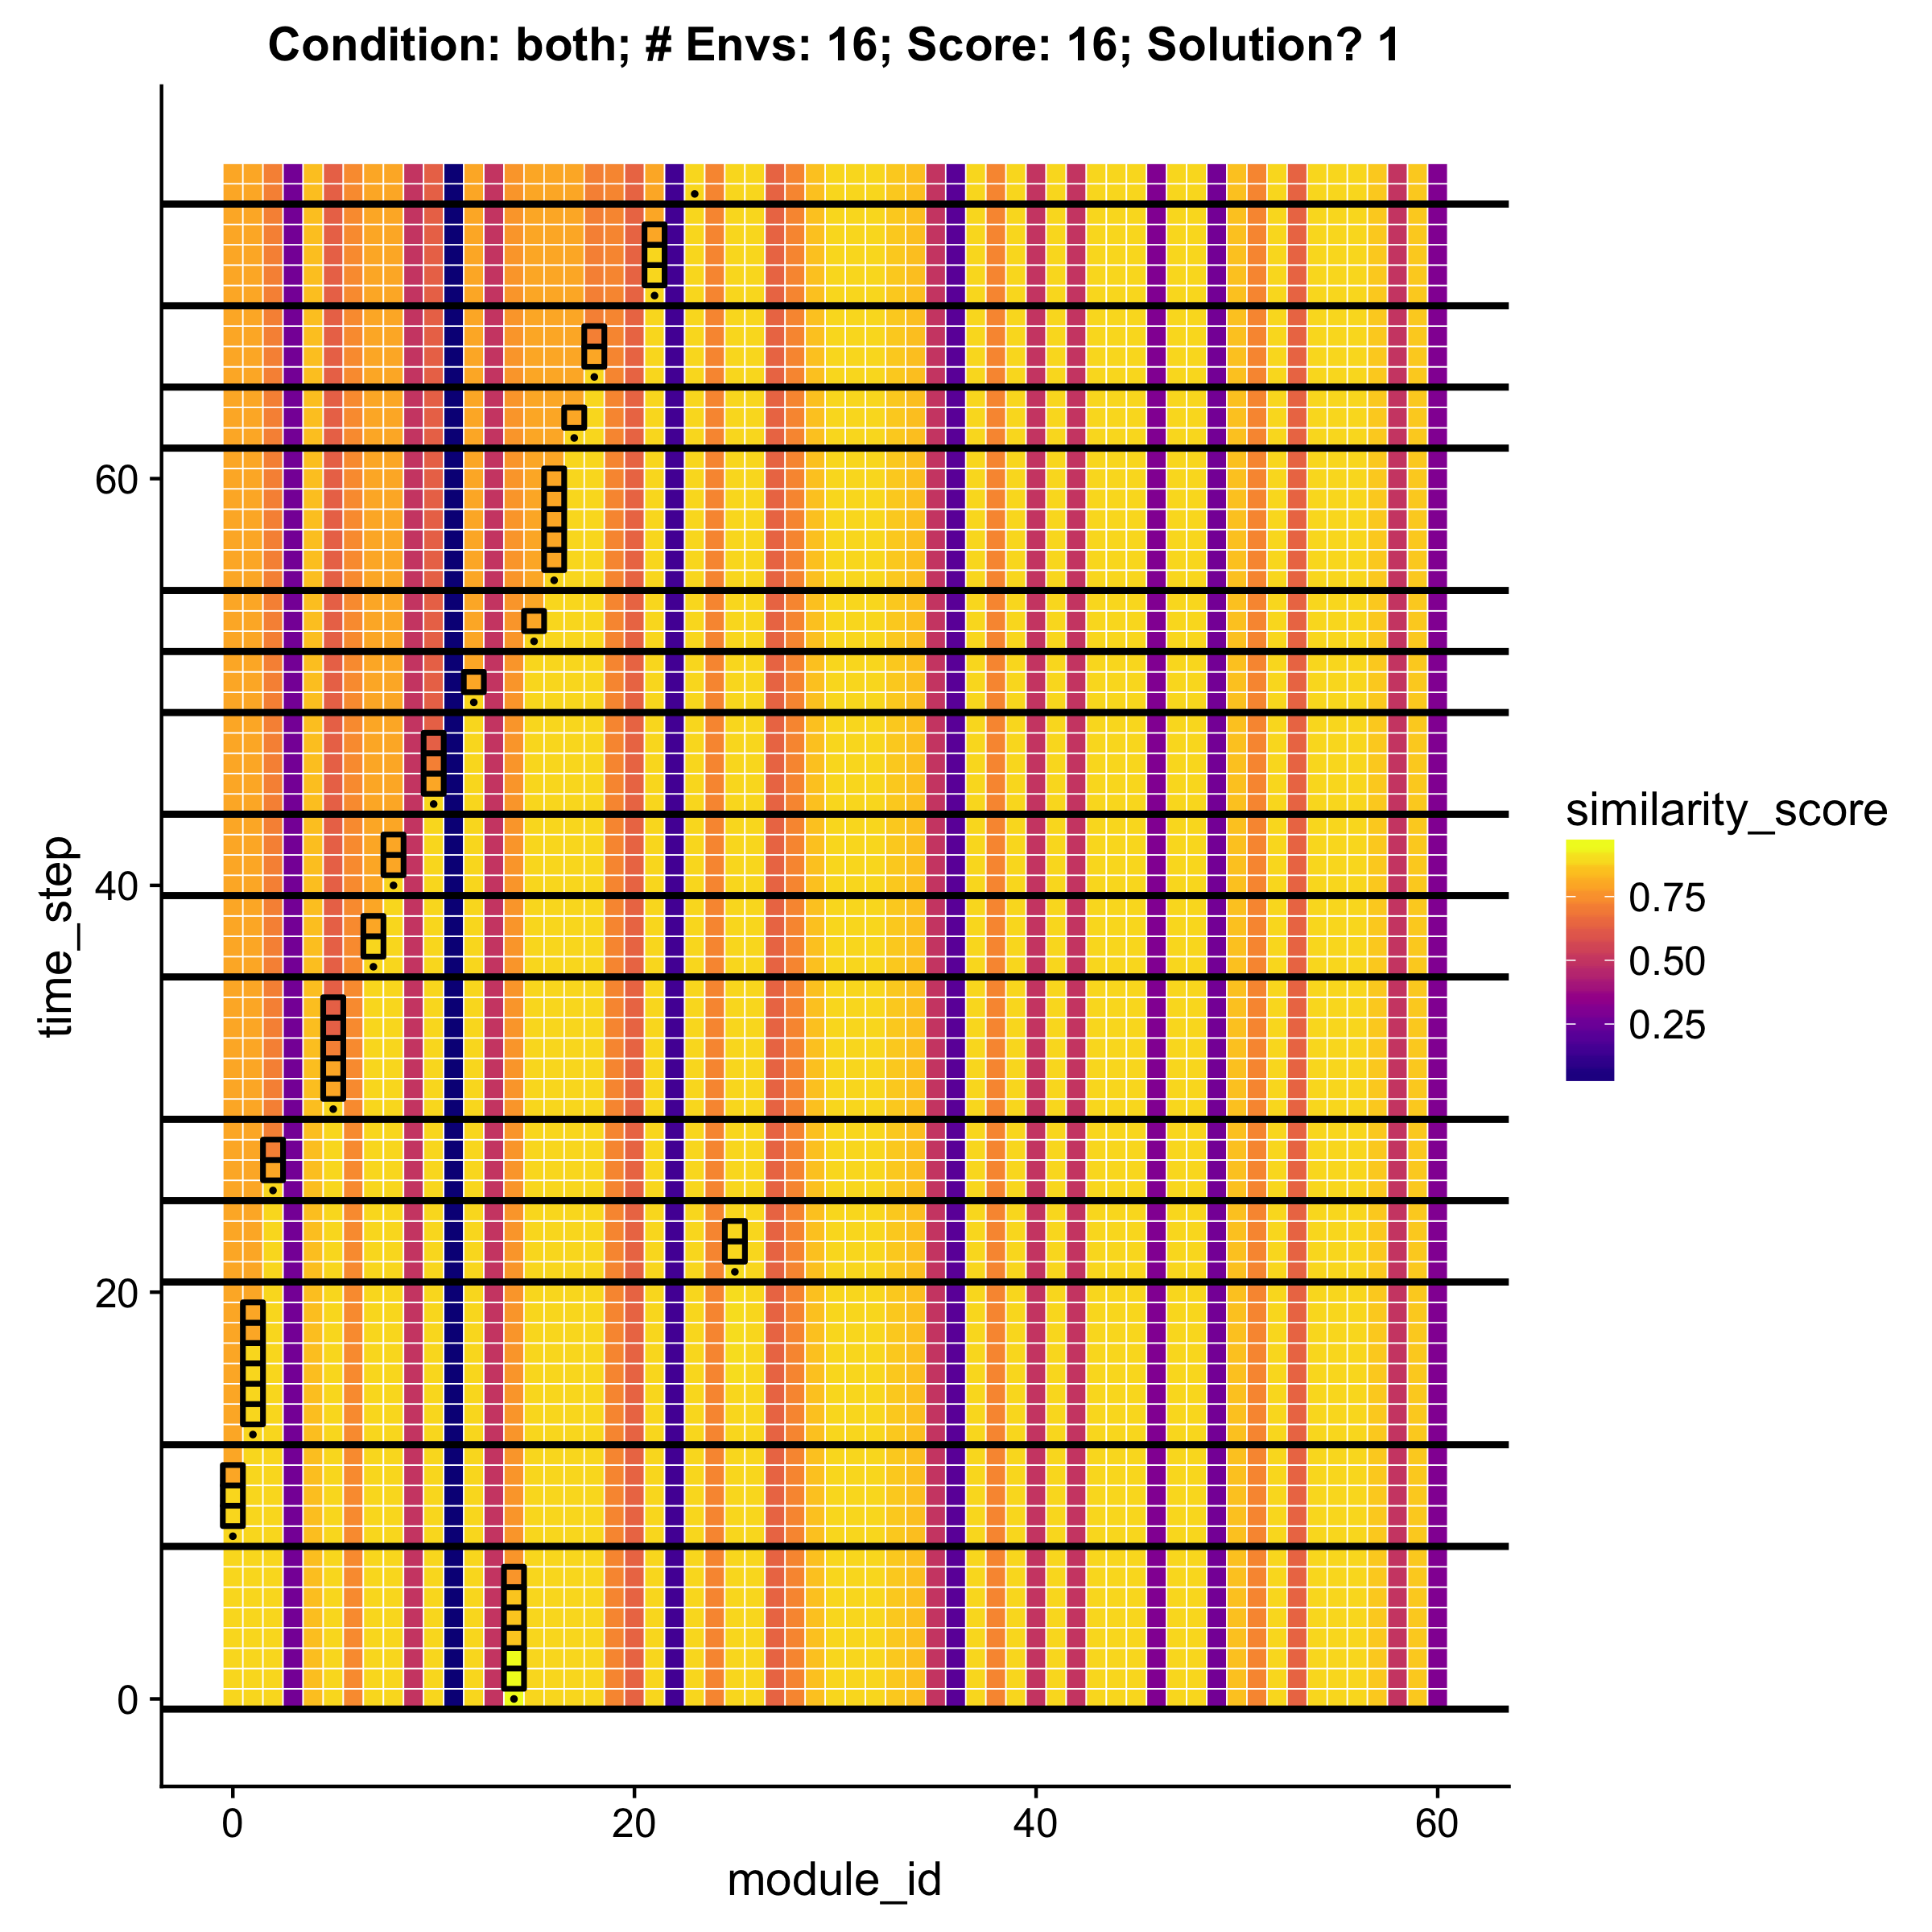 Condition: both; # Envs: 16; Score: 16; Solution? 1
time_step
60
40
20
0
0 20 40 60
module_id
similarity_score
0.75
0.50
0.25